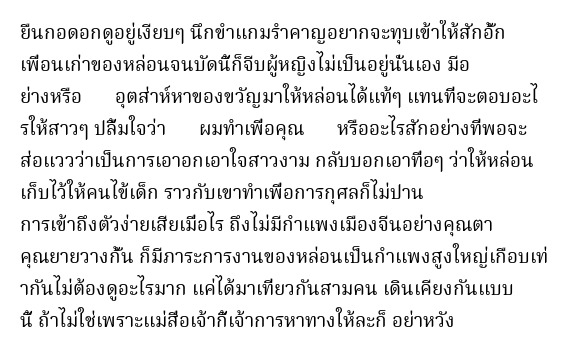 ยืนกอดอกดูอยู่เงียบๆ นึกขำแกมรำคาญอยากจะทุบเข้าให้สักอั้ก
เพื่อนเก่าของหล่อนจนบัดนี้ก็จีบผู้หญิงไม่เป็นอยู่นั่นเอง มีอ
ย่างหรือ อุตส่าห์หาของขวัญมาให้หล่อนได้แท้ๆ แทนที่จะตอบอะไ
รให้สาวๆ ปลื้มใจว่า ผมทำเพื่อคุณ หรืออะไรสักอย่างที่พอจะ
ส่อแววว่าเป็นการเอาอกเอาใจสาวงาม กลับบอกเอาทื่อๆ ว่าให้หล่อน
เก็บไว้ให้คนไข้เด็ก ราวกับเขาทำเพื่อการกุศลก็ไม่ปาน
การเข้าถึงตัวง่ายเสียเมื่อไร ถึงไม่มีกำแพงเมืองจีนอย่างคุณตา
คุณยายวางกั้น ก็มีภาระการงานของหล่อนเป็นกำแพงสูงใหญ่เกือบเท่
ากันไม่ต้องดูอะไรมาก แค่ได้มาเที่ยวกันสามคน เดินเคียงกันแบบ
นี้ ถ้าไม่ใช่เพราะแม่สื่อเจ้ากี้เจ้าการหาทางให้ละก็ อย่าหวัง